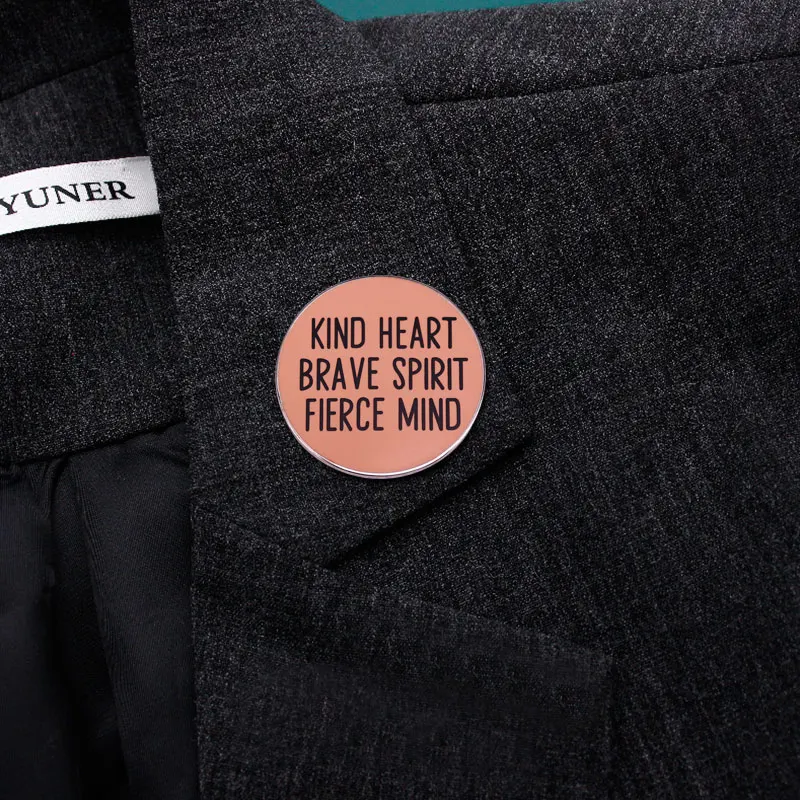 YUNER
KIND HEART
BRAVE SPIRIT
FIERCE MIND